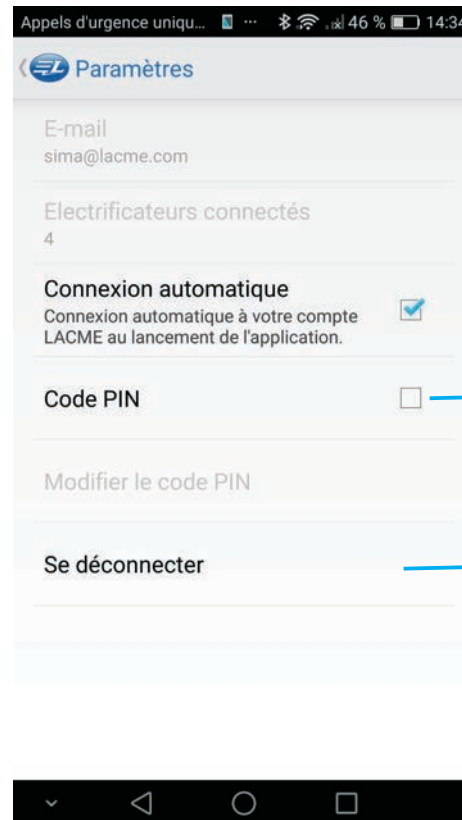 Appels d'urgence uniqu... 46 % 14:34
Paramètres
E-mail
sima@lacme.com
Electrificateurs connectés
4
Connexion automatique
Connexion automatique à votre compte
LACME au lancement de l'application.
Code PIN
Modifier le code PIN
Se déconnecter